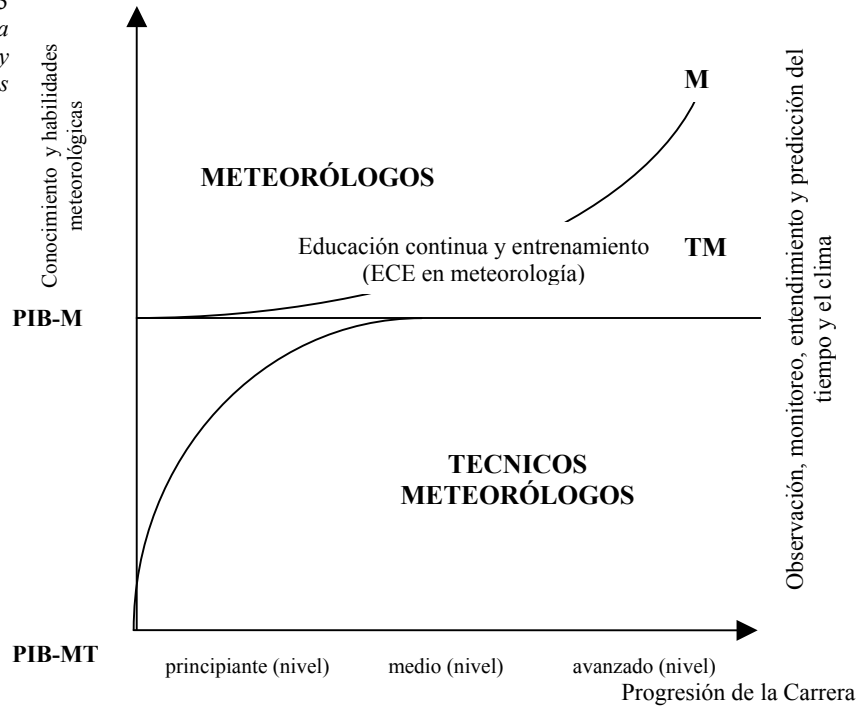 a
y
s
Conocimiento y habilidades
meteorológicas
M
METEORÓLOGOS
Educación continua y entrenamiento
(ECE en meteorología)
TM
PIB-M
TECNICOS
METEORÓLOGOS
Observación, monitoreo, entendimiento y predicción del
tiempo y el clima
PIB-MT
principiante (nivel) medio (nivel) avanzado (nivel)
Progresión de la Carrera